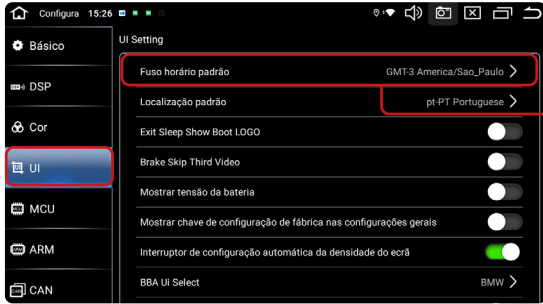 Configura 15:26
Básico
DSP
Cor
UI
MCU
ARM
CAN
UI Setting
Fuso horário padrão GMT-3 America/Sao_Paulo
Localização padrão pt-PT Portuguese
Exit Sleep Show Boot LOGO
Brake Skip Third Video
Mostrar tensão da bateria
Mostrar chave de configuração de fábrica nas configurações gerais
Interruptor de configuração automática da densidade do ecrã
BBA Ui Select BMW